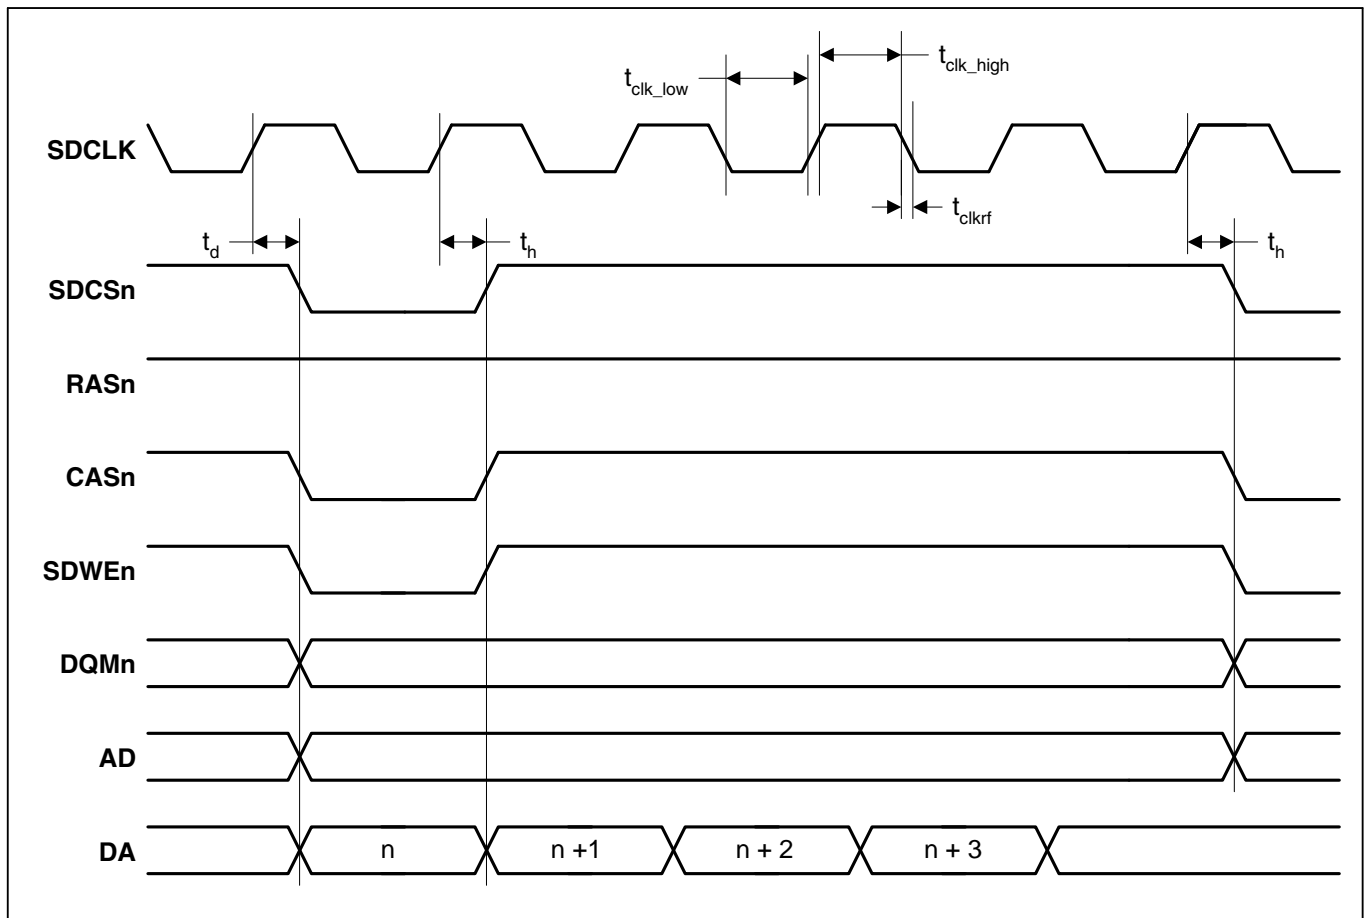 t_clk_low
t_clk_high
SDCLK
t_clkrf
t_d
t_h
t_h
SDCSn
RASn
CASn
SDWEn
DQMn
AD
DA
n
n +1
n + 2
n + 3